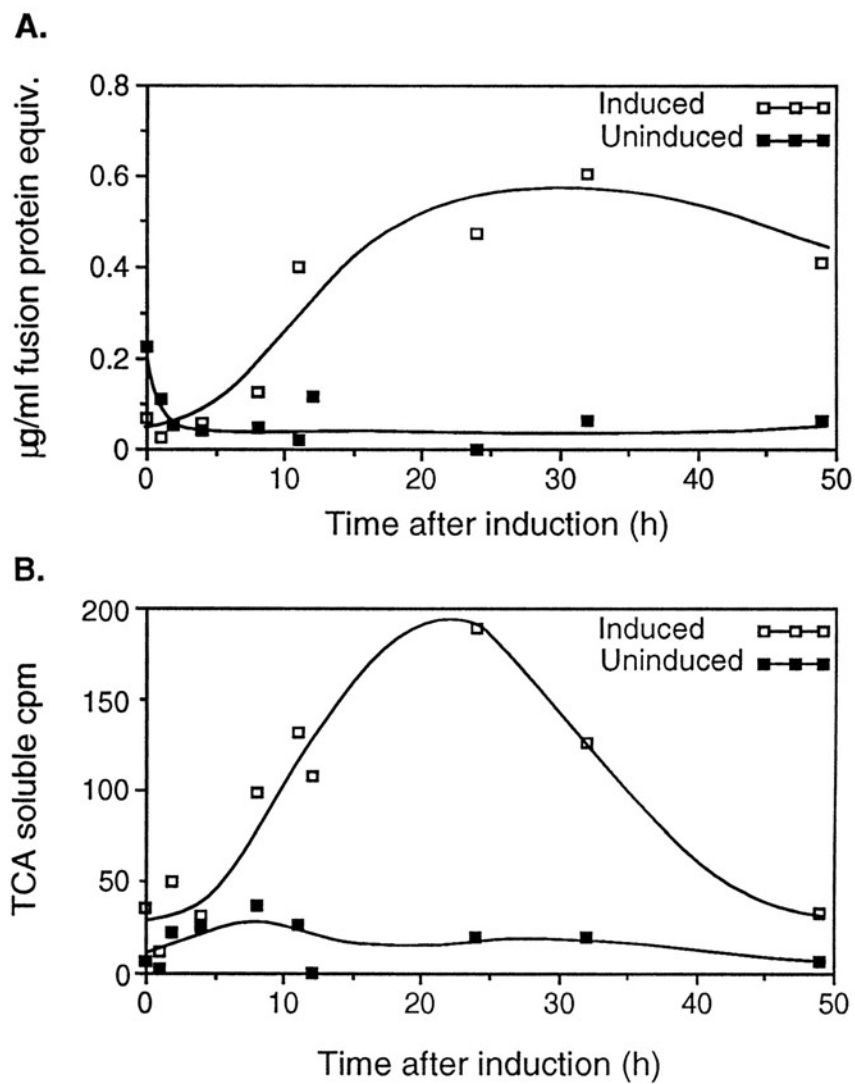 A.
µg/ml fusion protein equiv.
0.8
0.6
0.4
0.2
0
Induced
Uninduced
0 10 20 30 40 50
Time after induction (h)
B.
TCA soluble cpm
200
150
100
50
0
Induced
Uninduced
0 10 20 30 40 50
Time after induction (h)